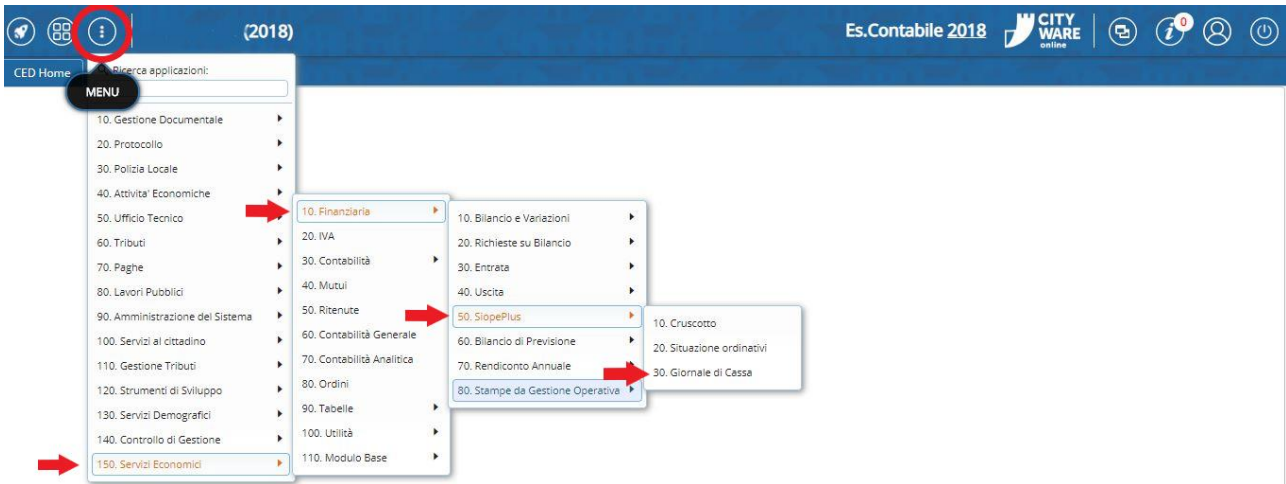 (2018)
Es.Contabile 2018
CITY
WARE
online
0
CED Home
Ricerca applicazioni:
MENU
10. Gestione Documentale
20. Protocollo
30. Polizia Locale
40. Attivita' Economiche
50. Ufficio Tecnico
60. Tributi
70. Paghe
80. Lavori Pubblici
90. Amministrazione del Sistema
100. Servizi al cittadino
110. Gestione Tributi
120. Strumenti di Sviluppo
130. Servizi Demografici
140. Controllo di Gestione
150. Servizi Economici
10. Finanziaria
20. IVA
30. Contabilità
40. Mutui
50. Ritenute
60. Contabilità Generale
70. Contabilità Analitica
80. Ordini
90. Tabelle
100. Utilità
110. Modulo Base
10. Bilancio e Variazioni
20. Richieste su Bilancio
30. Entrata
40. Uscita
50. SiopePlus
60. Bilancio di Previsione
70. Rendiconto Annuale
80. Stampe da Gestione Operativa
10. Cruscotto
20. Situazione ordinativi
30. Giornale di Cassa